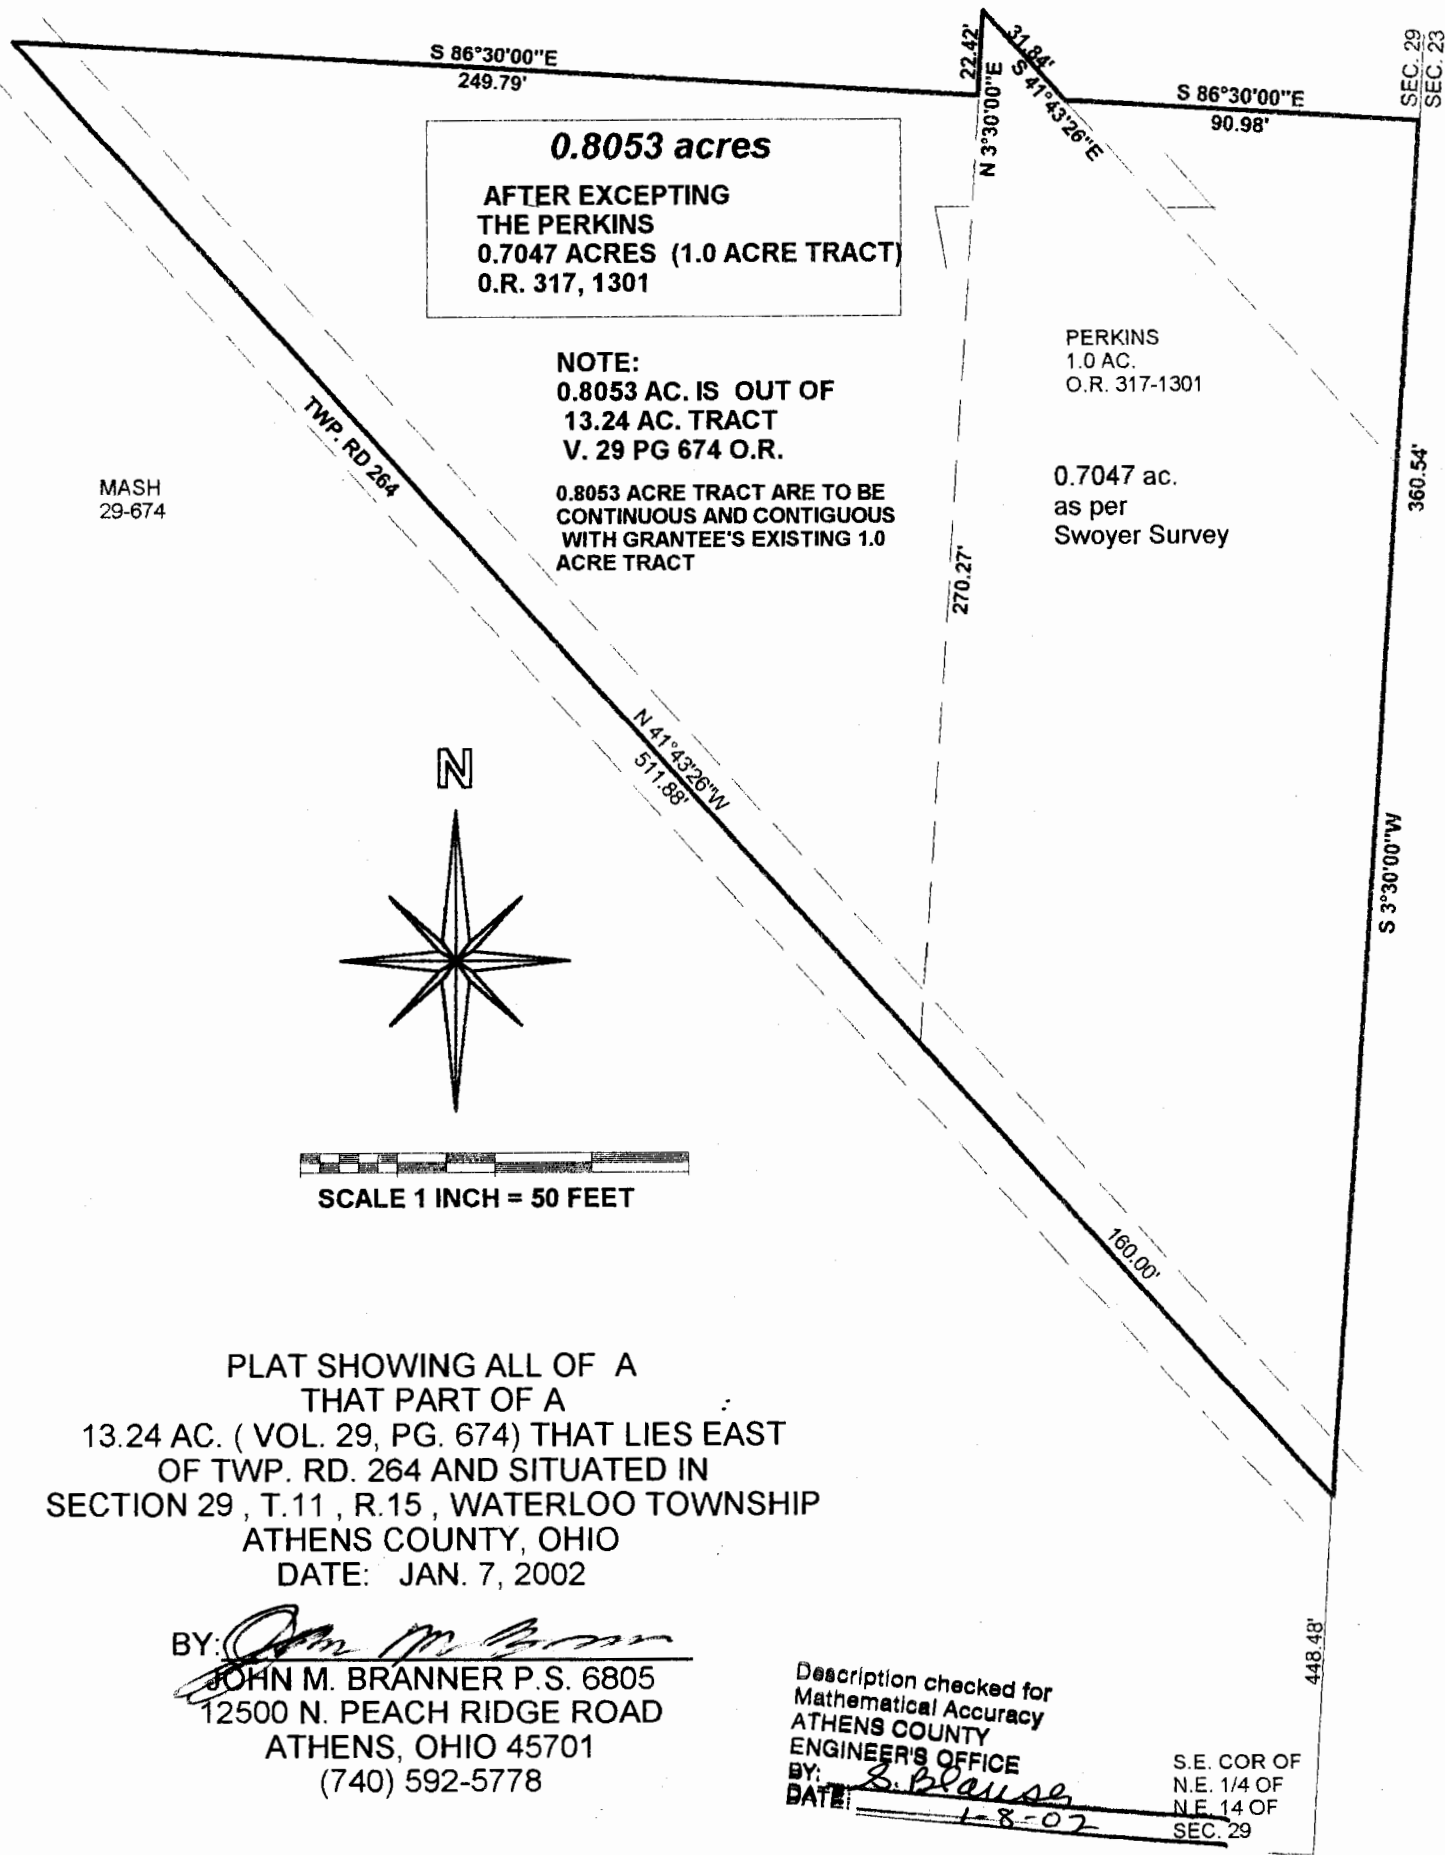 S 86°30'00"E
249.79'
22.42'
N 3°30'00"E
31.84'
S 41°43'26"E
S 86°30'00"E
90.98'
SEC. 29
SEC. 23
0.8053 acres
AFTER EXCEPTING
THE PERKINS
0.7047 ACRES (1.0 ACRE TRACT)
0.R. 317, 1301
NOTE:
0.8053 AC. IS OUT OF
13.24 AC. TRACT
V. 29 PG 674 O.R.
0.8053 ACRE TRACT ARE TO BE
CONTINUOUS AND CONTIGUOUS
WITH GRANTEE'S EXISTING 1.0
ACRE TRACT
PERKINS
1.0 AC.
O.R. 317-1301
0.7047 ac.
as per
Swoyer Survey
TWP. RD 264
MASH
29-674
360.54'
270.27'
N 41°43'26"W
511.88'
S 3°30'00"W
N
SCALE 1 INCH = 50 FEET
160.00'
PLAT SHOWING ALL OF A
THAT PART OF A
13.24 AC. ( VOL. 29, PG. 674) THAT LIES EAST
OF TWP. RD. 264 AND SITUATED IN
SECTION 29 , T.11 , R.15 , WATERLOO TOWNSHIP
ATHENS COUNTY, OHIO
DATE: JAN. 7, 2002
BY: John M Branner
JOHN M. BRANNER P.S. 6805
12500 N. PEACH RIDGE ROAD
ATHENS, OHIO 45701
(740) 592-5778
448.48'
Description checked for
Mathematical Accuracy
ATHENS COUNTY
ENGINEER'S OFFICE
BY: S. Blauser
DATE: 1-8-02
S.E. COR OF
N.E. 1/4 OF
N.E. 14 OF
SEC. 29